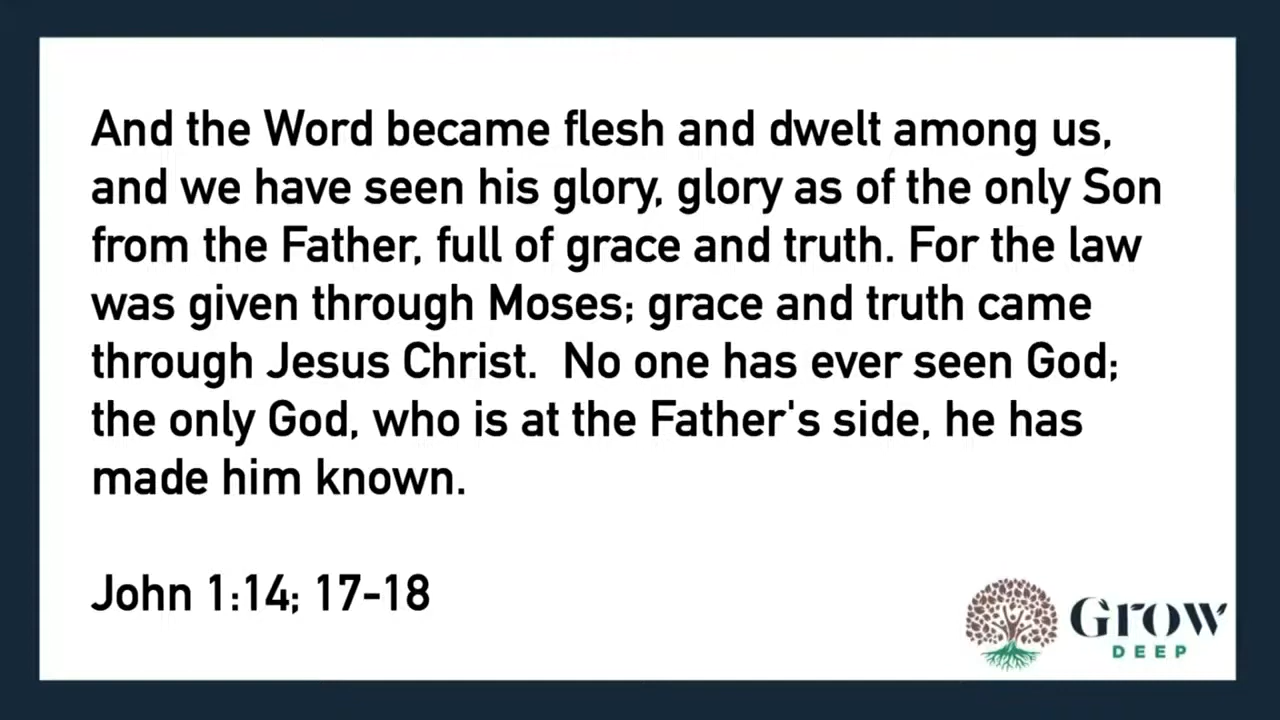 And the Word became flesh and dwelt among us,
and we have seen his glory, glory as of the only Son
from the Father, full of grace and truth. For the law
was given through Moses; grace and truth came
through Jesus Christ.  No one has ever seen God;
the only God, who is at the Father's side, he has
made him known.
John 1:14; 17-18
Grow
DEEP